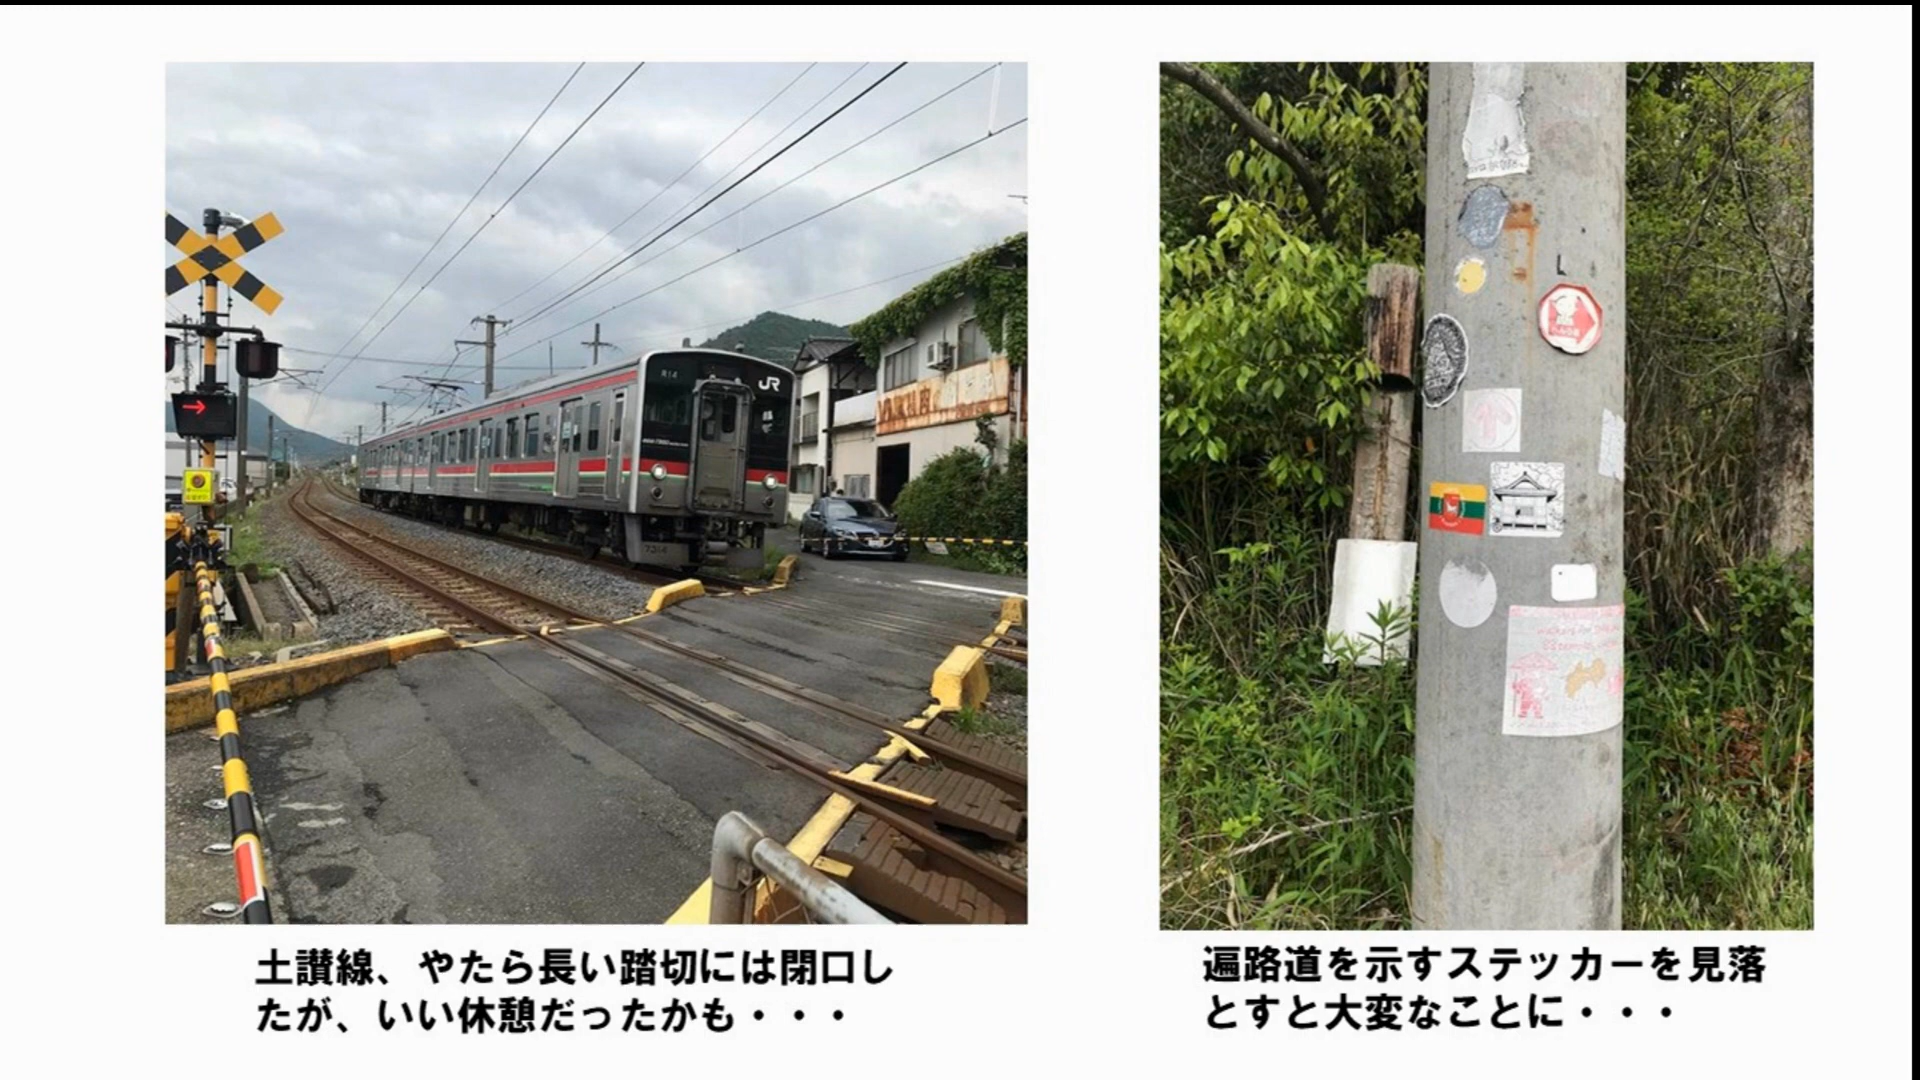 R14
JR
7314
土讃線、やたら長い踏切には閉口し
たが、いい休憩だったかも・・・
遍路道を示すステッカーを見落
とすと大変なことに・・・